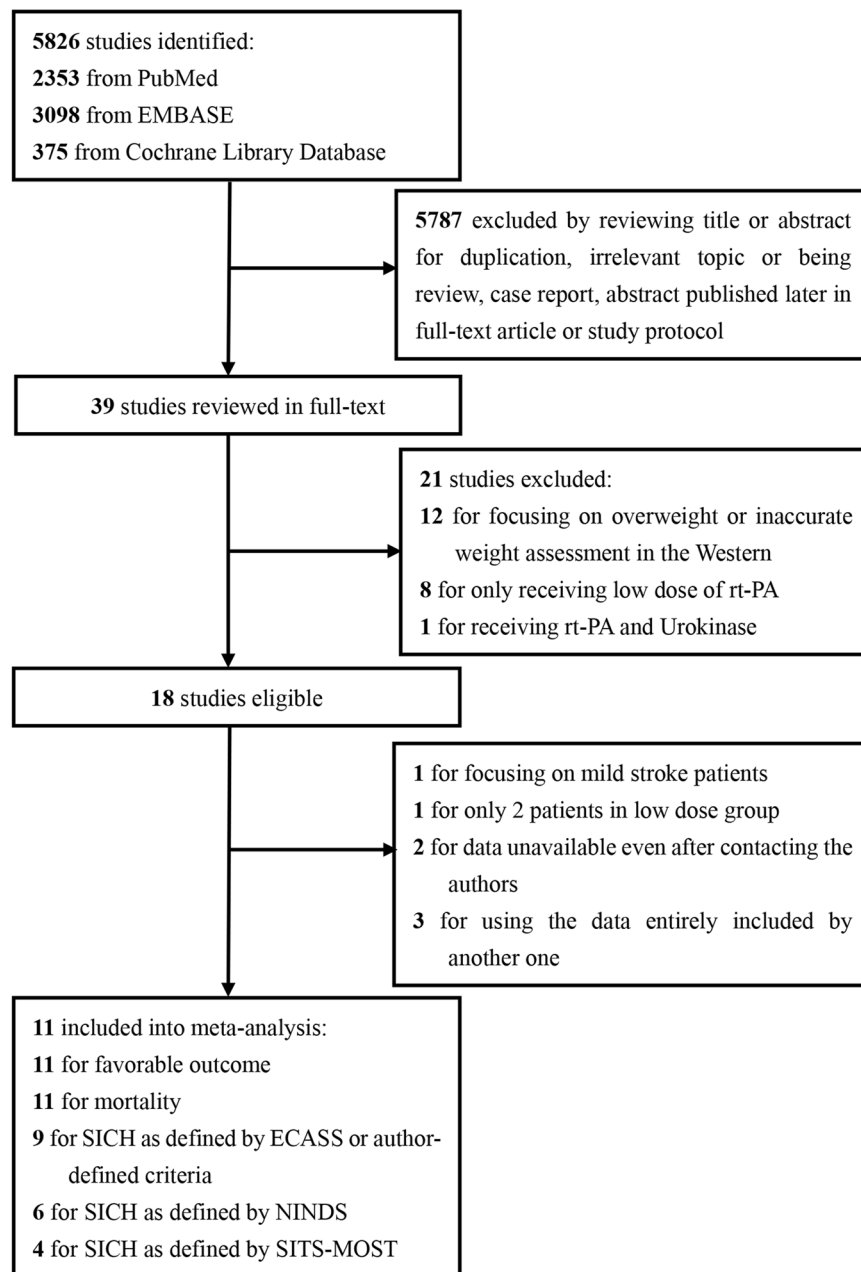 5826 studies identified:
2353 from PubMed
3098 from EMBASE
375 from Cochrane Library Database
5787 excluded by reviewing title or abstract
for duplication, irrelevant topic or being
review, case report, abstract published later in
full-text article or study protocol
39 studies reviewed in full-text
21 studies excluded:
12 for focusing on overweight or inaccurate
weight assessment in the Western
8 for only receiving low dose of rt-PA
1 for receiving rt-PA and Urokinase
18 studies eligible
1 for focusing on mild stroke patients
1 for only 2 patients in low dose group
2 for data unavailable even after contacting the
authors
3 for using the data entirely included by
another one
11 included into meta-analysis:
11 for favorable outcome
11 for mortality
9 for SICH as defined by ECASS or author-
defined criteria
6 for SICH as defined by NINDS
4 for SICH as defined by SITS-MOST